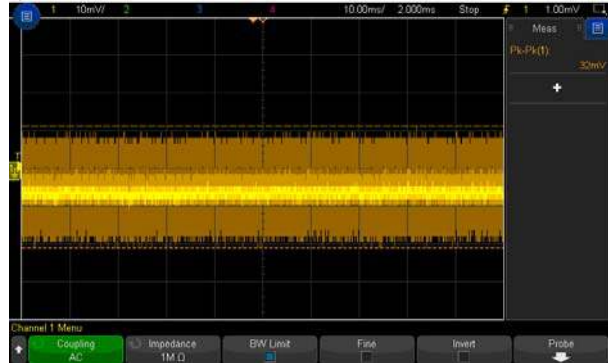 1 10mV/ 2 3 4 10.00ms/ 2.000ms Stop 1 1.00mV
Meas
Pk-Pk(1):
32mV
T
Channel 1 Menu
Coupling
AC
Impedance
1M Ω
BW Limit
Fine
Invert
Probe